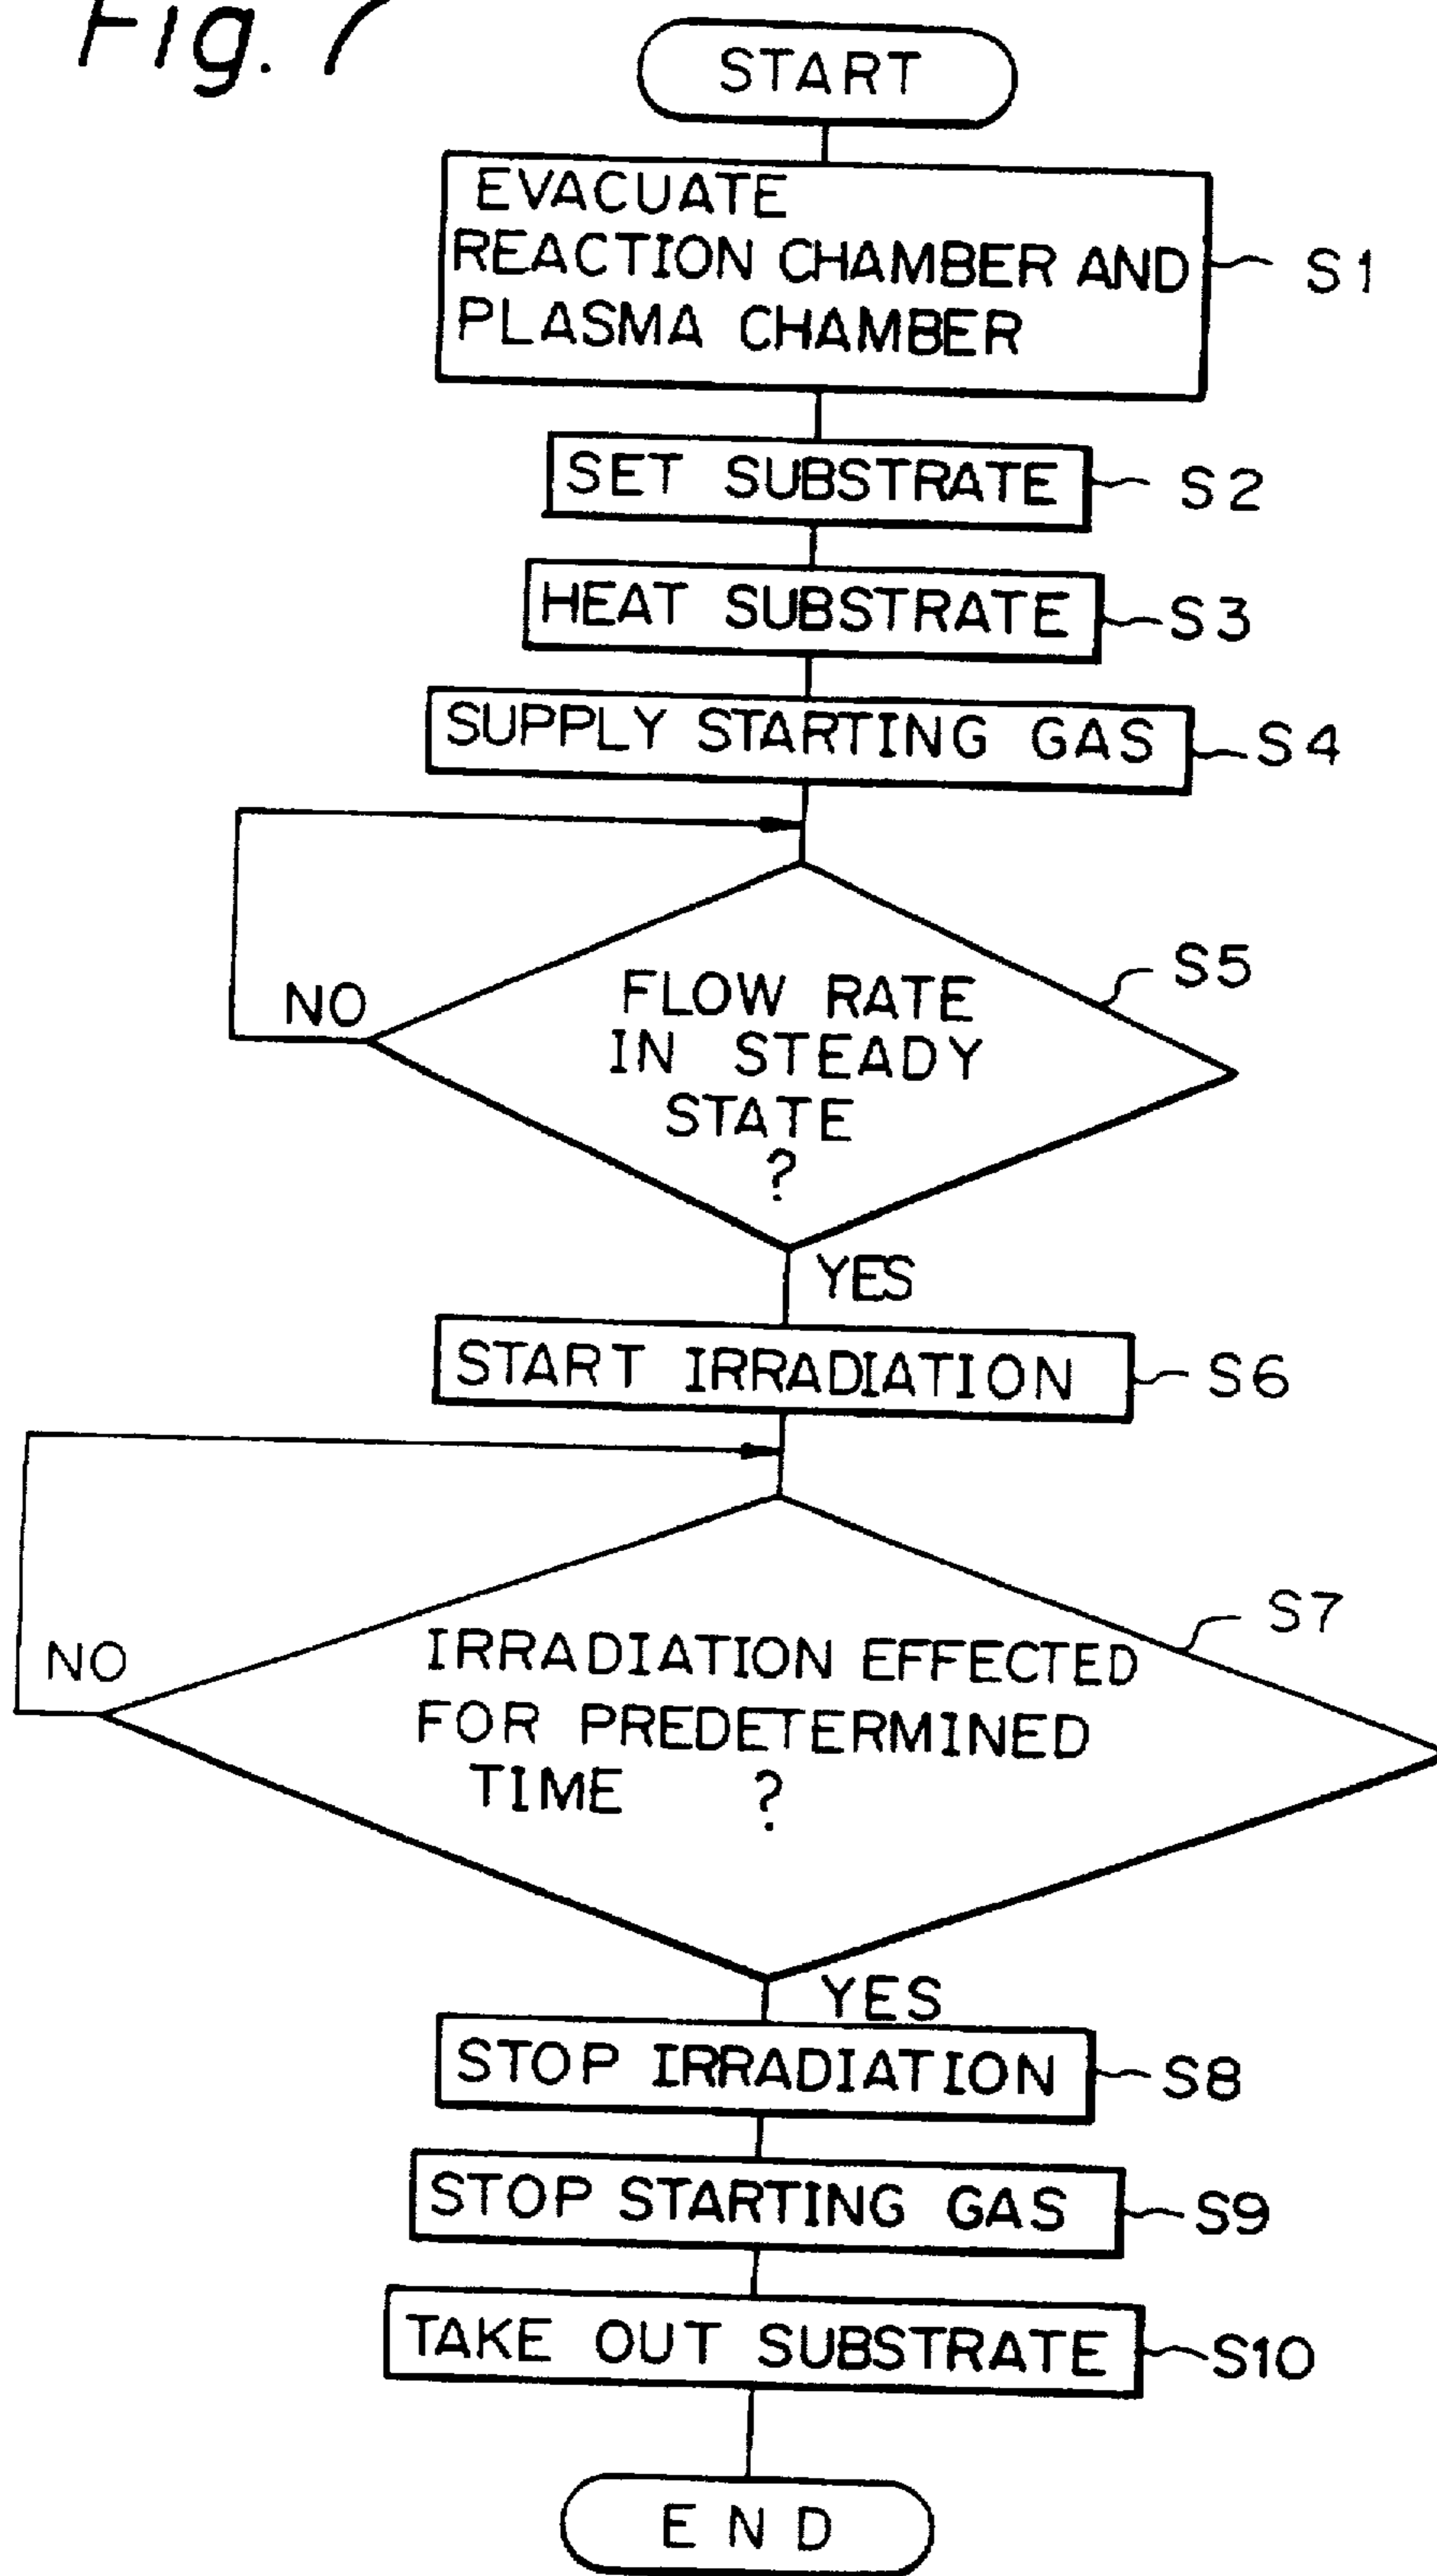 Fig. 7
START
EVACUATE
REACTION CHAMBER AND
PLASMA CHAMBER
S1
SET SUBSTRATE
S2
HEAT SUBSTRATE
S3
SUPPLY STARTING GAS
S4
S5
NO
FLOW RATE
IN STEADY
STATE
?
YES
START IRRADIATION
S6
S7
NO
IRRADIATION EFFECTED
FOR PREDETERMINED
TIME ?
YES
STOP IRRADIATION
S8
STOP STARTING GAS
S9
TAKE OUT SUBSTRATE
S10
END